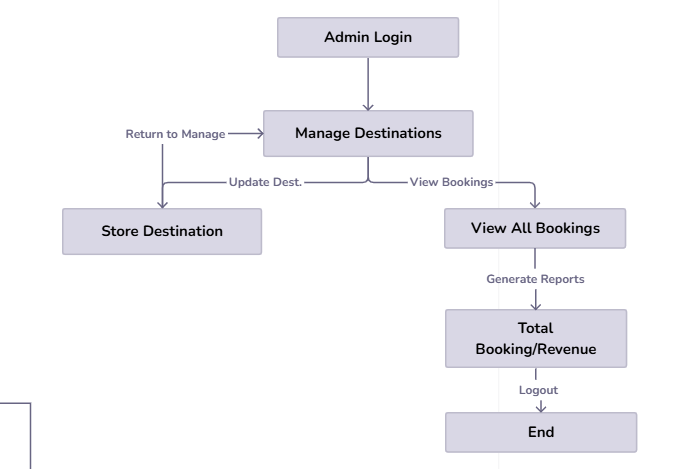 Admin Login
Manage Destinations
Return to Manage
Update Dest.
View Bookings
Store Destination
View All Bookings
Generate Reports
Total
Booking/Revenue
Logout
End